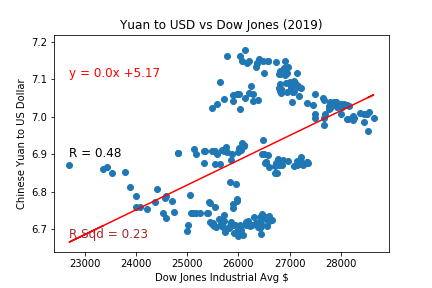 Yuan to USD vs Dow Jones (2019)
7.2
y = 0.0x +5.17
7.1
7.0
Chinese Yuan to US Dollar
R = 0.48
6.9
6.8
6.7
R Sqd = 0.23
23000 24000 25000 26000 27000 28000
Dow Jones Industrial Avg $